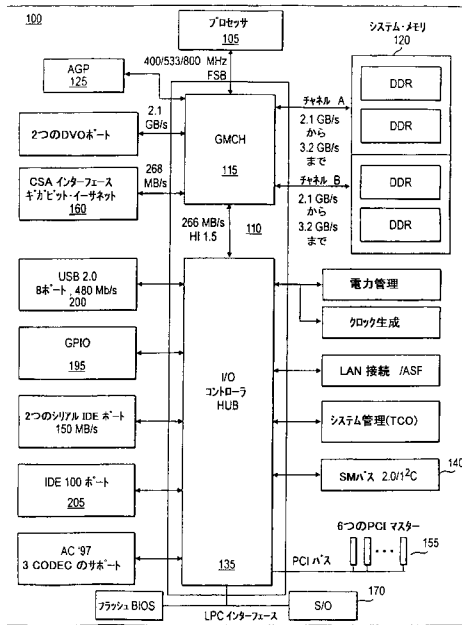 100
プロセッサ
105
システム・メモリ
120
400/533/800 MHz
FSB
AGP
125
DDR
DDR
チャネル A
2.1 GB/s
から
3.2 GB/s
まで
2.1
GB/s
2つのDVOポート
GMCH
115
CSA インターフェース
ギガビット・イーサネット
160
268
MB/s
チャネル B
2.1 GB/s
から
3.2 GB/s
まで
DDR
DDR
266 MB/s
HI 1.5
110
USB 2.0
8ポート, 480 Mb/s
200
電力管理
クロック生成
GPIO
195
I/O
コントローラ
HUB
LAN 接続 /ASF
2つのシリアル IDE ポート
150 MB/s
システム管理(TCO)
IDE 100 ポート
205
SMバス 2.0/I²C
140
6つのPCI マスター
155
AC '97
3 CODEC のサポート
135
PCI バス
フラッシュ BIOS
LPC インターフェース
S/O
170